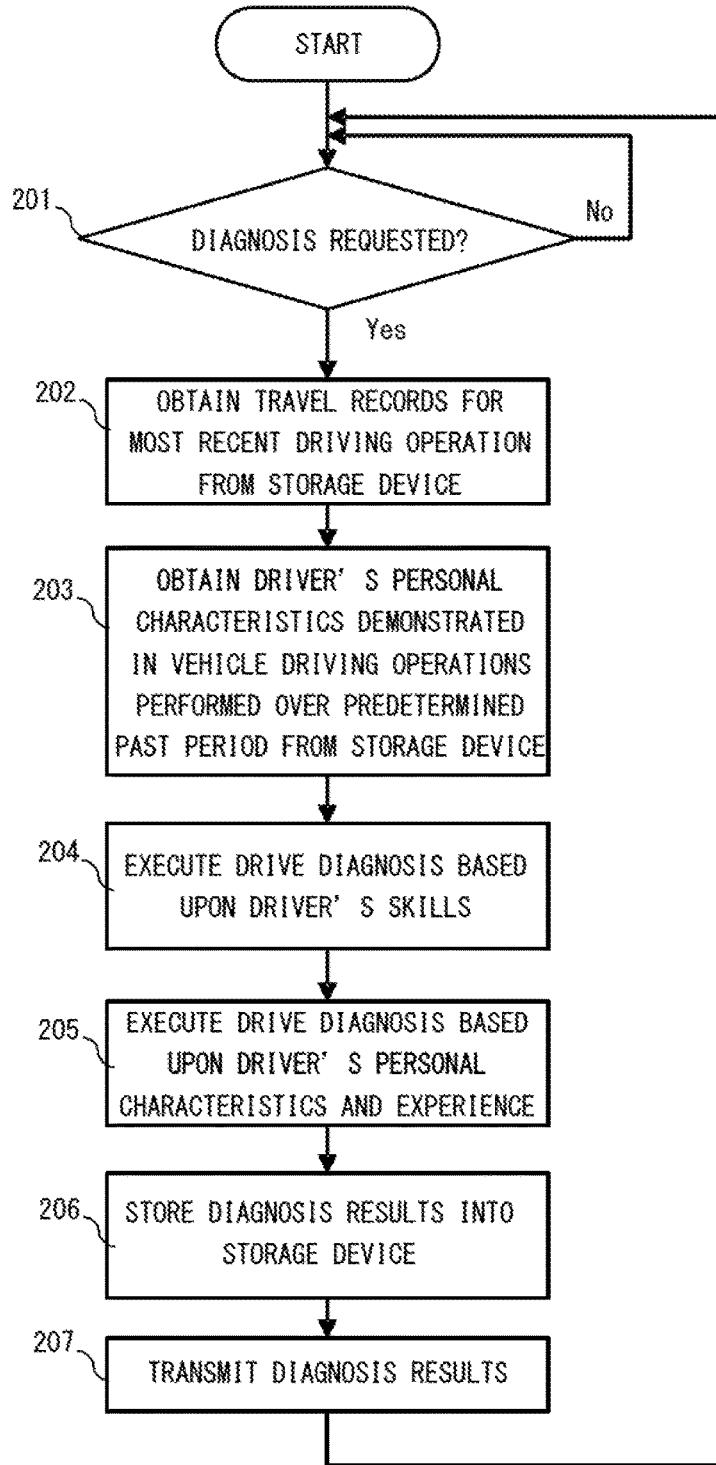 START
201
DIAGNOSIS REQUESTED?
No
Yes
202
OBTAIN TRAVEL RECORDS FOR
MOST RECENT DRIVING OPERATION
FROM STORAGE DEVICE
203
OBTAIN DRIVER'S PERSONAL
CHARACTERISTICS DEMONSTRATED
IN VEHICLE DRIVING OPERATIONS
PERFORMED OVER PREDETERMINED
PAST PERIOD FROM STORAGE DEVICE
204
EXECUTE DRIVE DIAGNOSIS BASED
UPON DRIVER'S SKILLS
205
EXECUTE DRIVE DIAGNOSIS BASED
UPON DRIVER'S PERSONAL
CHARACTERISTICS AND EXPERIENCE
206
STORE DIAGNOSIS RESULTS INTO
STORAGE DEVICE
207
TRANSMIT DIAGNOSIS RESULTS